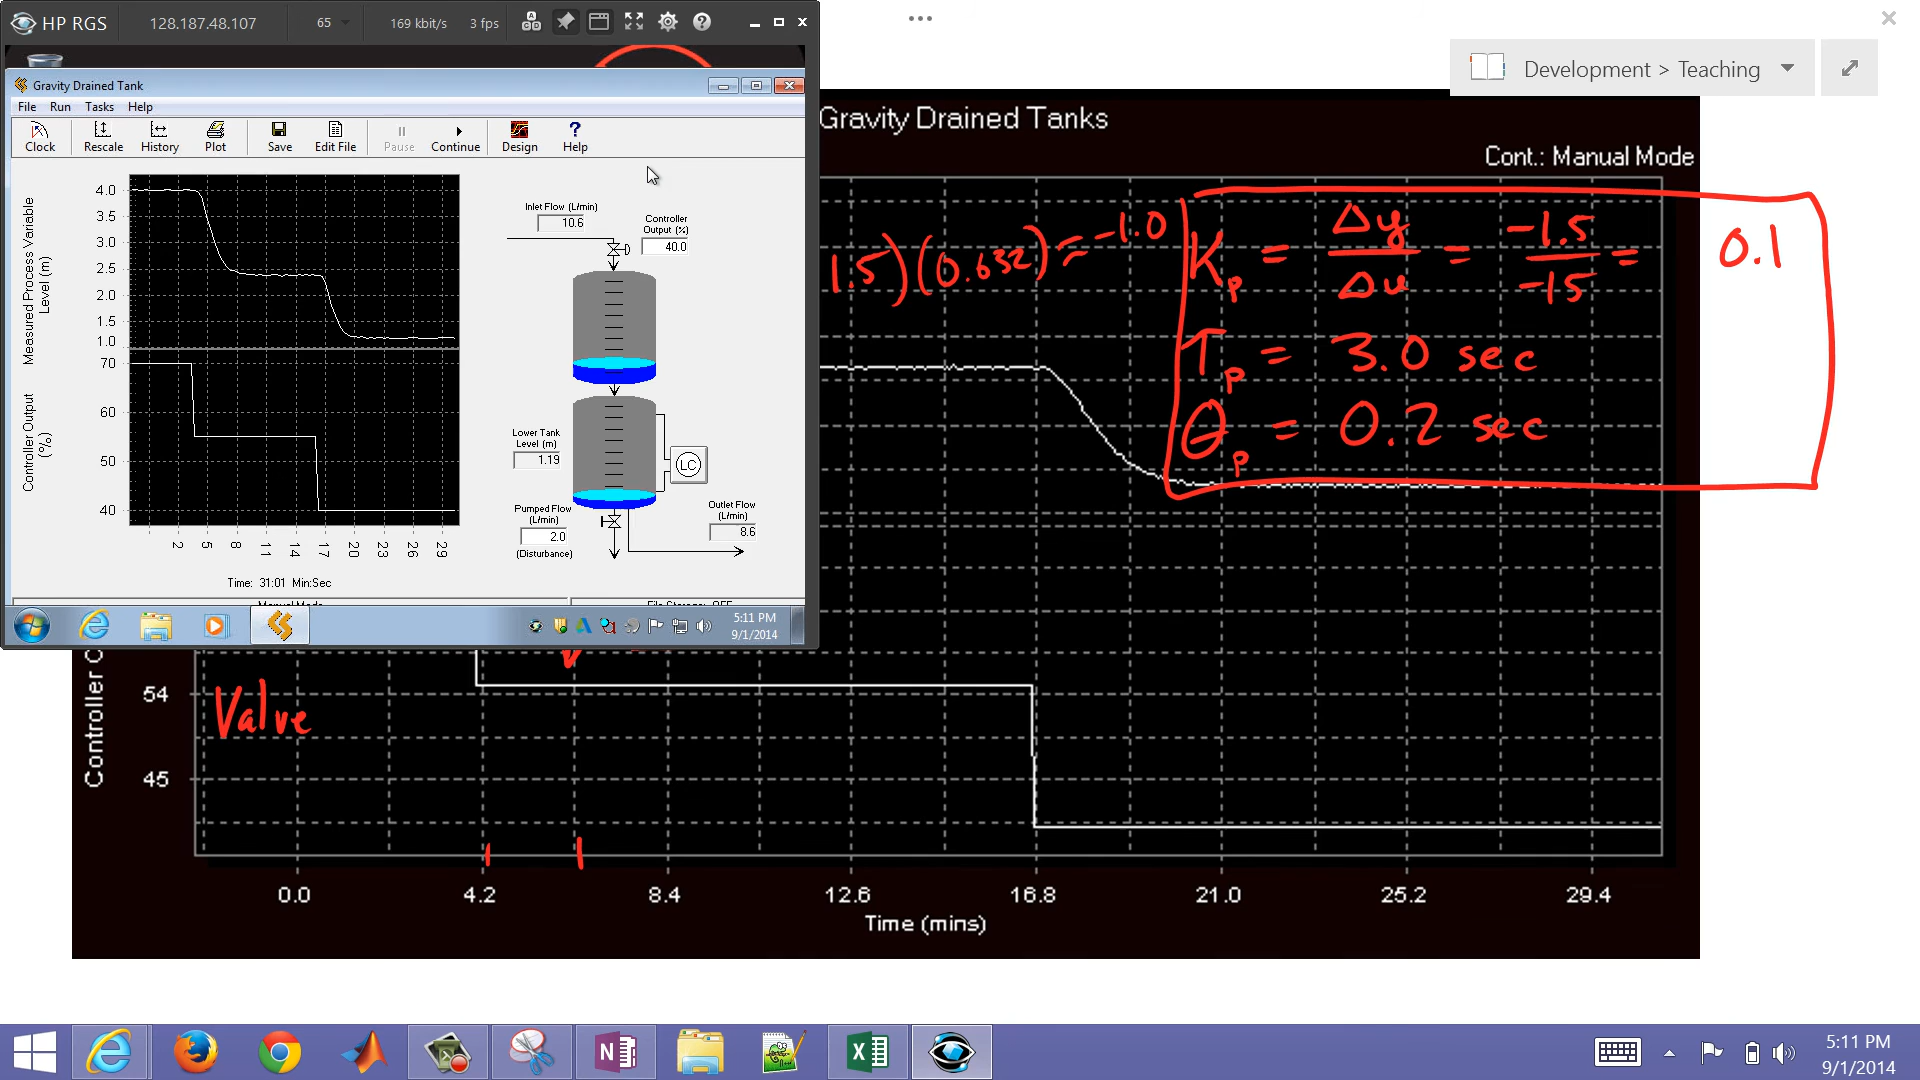 HP RGS 128.187.48.107 65 169 kbit/s 3 fps
Development > Teaching
Gravity Drained Tank
File Run Tasks Help
Clock Rescale History Plot Save Edit File Pause Continue Design Help
Measured Process Variable
Level (m)
4.0
3.5
3.0
2.5
2.0
1.5
1.0
Controller Output
(%)
70
60
50
40
2 5 8 11 14 17 20 23 26 29
Time: 31:01 Min:Sec
Inlet Flow (L/min)
10.6
Controller
Output (%)
40.0
Lower Tank
Level (m)
1.19
LC
Pumped Flow
(L/min)
2.0
(Disturbance)
Outlet Flow
(L/min)
8.6
Manual Mode
File Storage: OFF
5:11 PM
9/1/2014
Gravity Drained Tanks
Cont.: Manual Mode
1.5)(0.632) = -1.0
Kp = Δy/Δu = -1.5/-15 = 0.1
τp = 3.0 sec
θp = 0.2 sec
Controller
54
45
Valve
0.0 4.2 8.4 12.6 16.8 21.0 25.2 29.4
Time (mins)
5:11 PM
9/1/2014